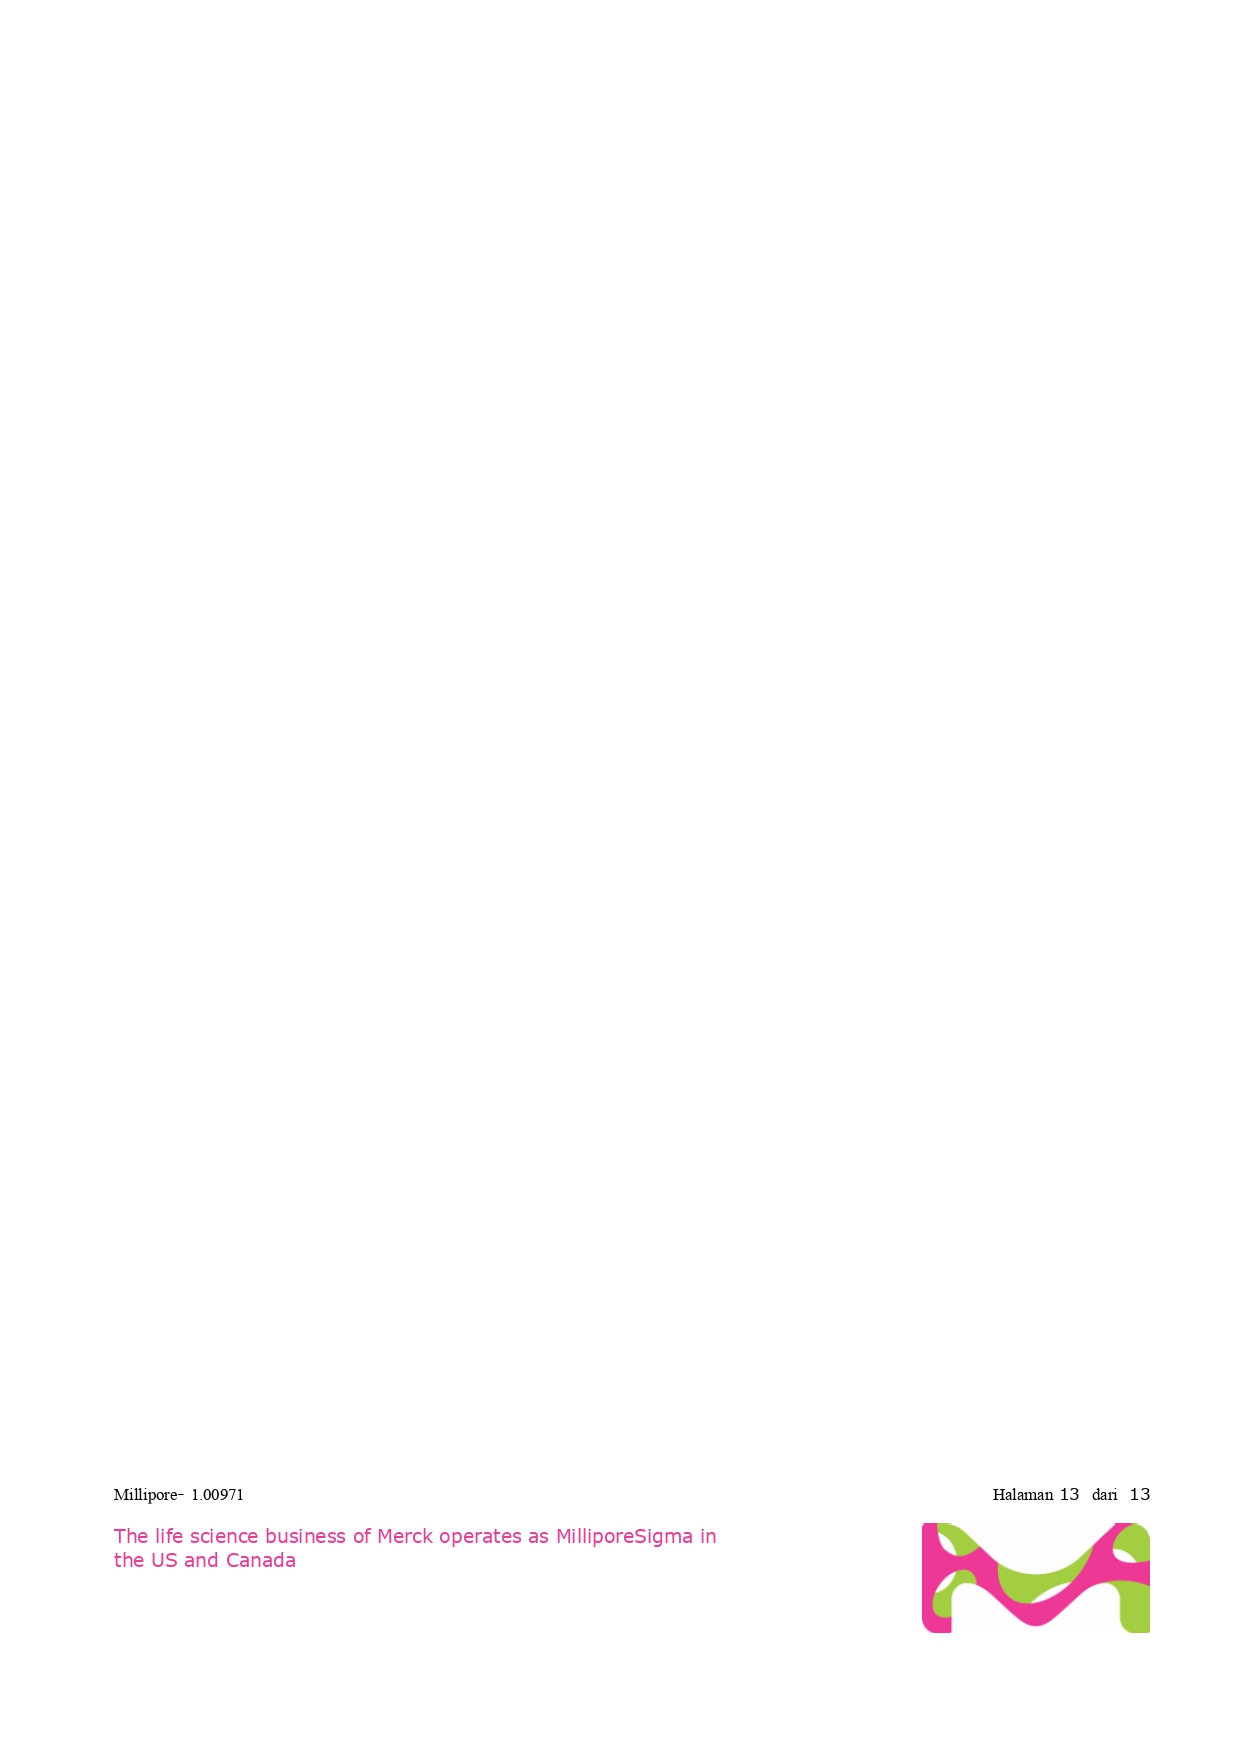 Millipore- 1.00971
Halaman 13 dari 13
The life science business of Merck operates as MilliporeSigma in
the US and Canada